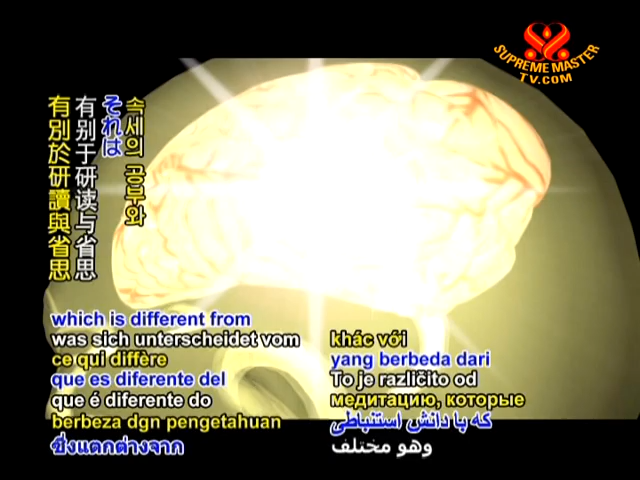 SUPREME MASTER
TV.COM
속세의 공부와
それは
有别于研读与省思
有別於研讀與省思
which is different from
was sich unterscheidet vom
ce qui diffère
que es diferente del
que é diferente do
berbeza dgn pengetahuan
ซึ่งแตกต่างจาก
khác với
yang berbeda dari
To je različito od
медитацию, которые
که با دانش استنباطی
وهو مختلف